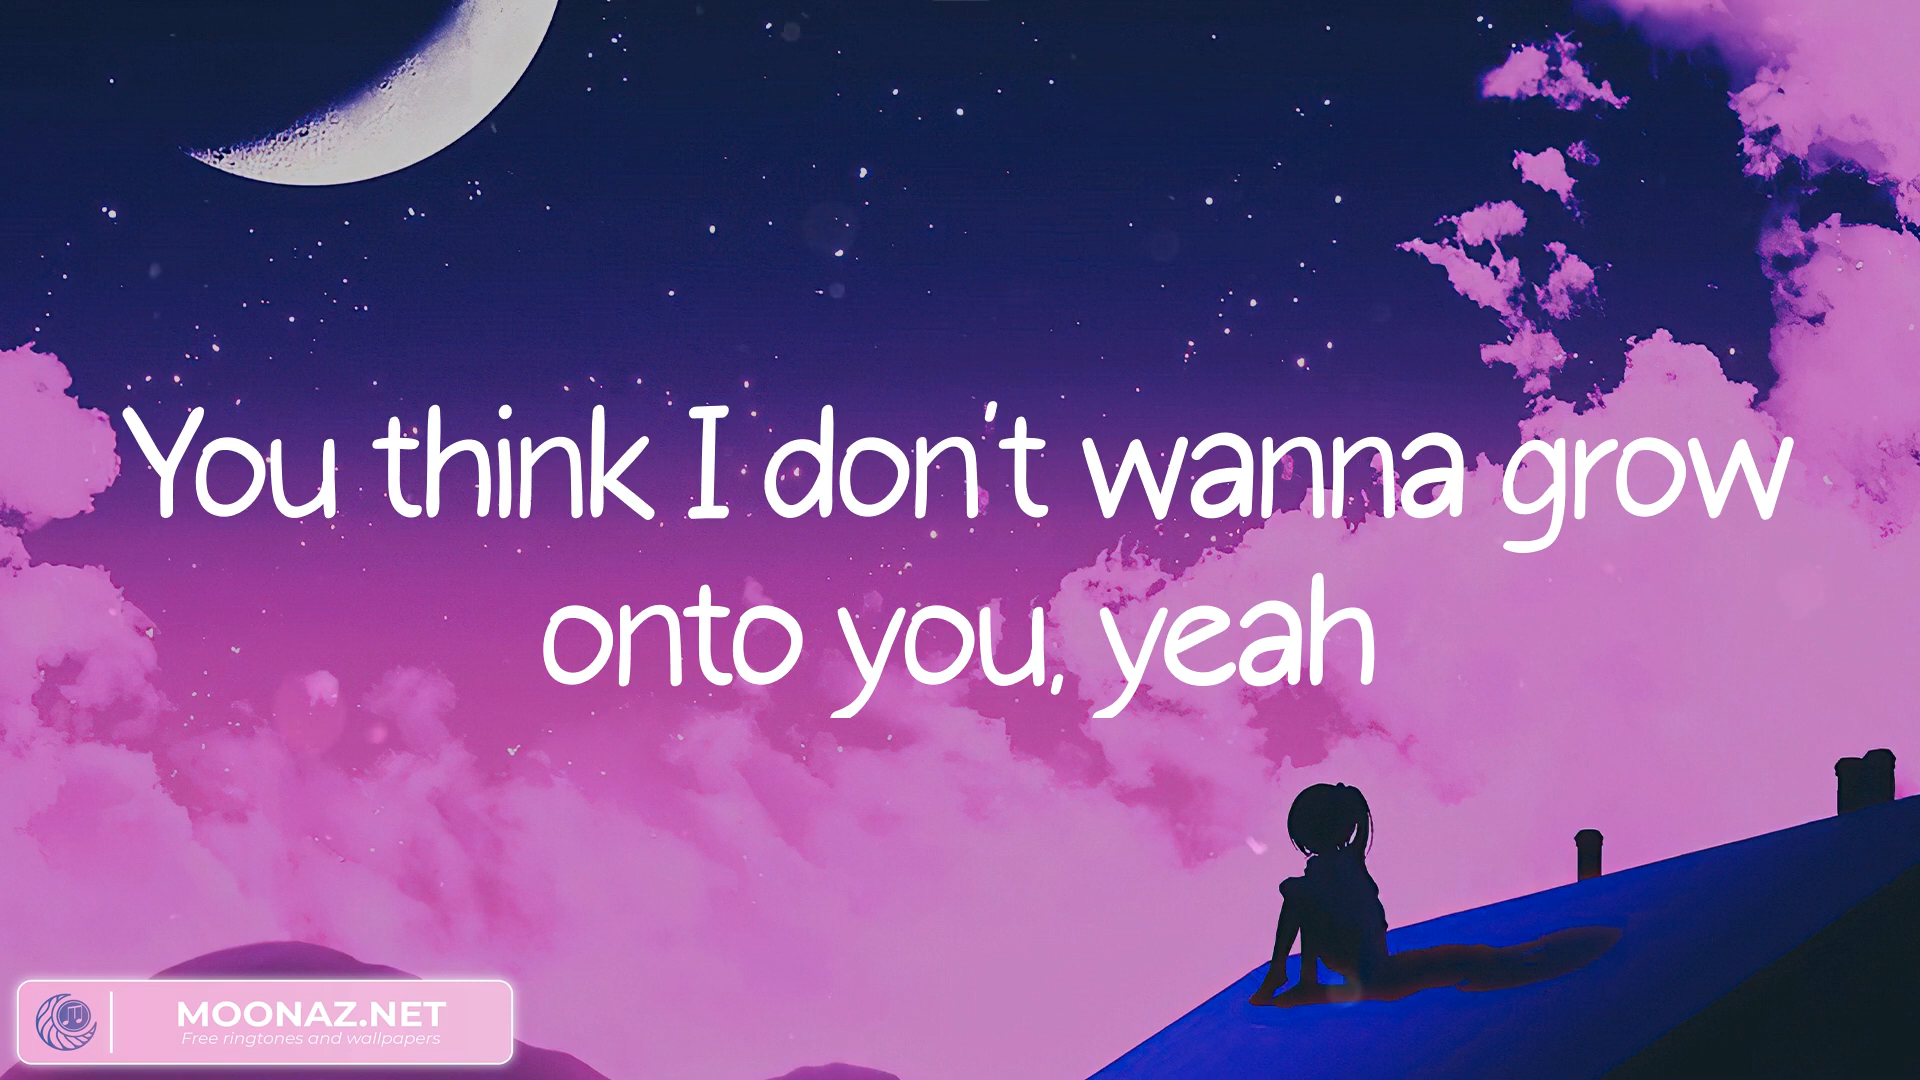 You think I don't wanna grow
onto you, yeah
MOONAZ.NET
Free ringtones and wallpapers